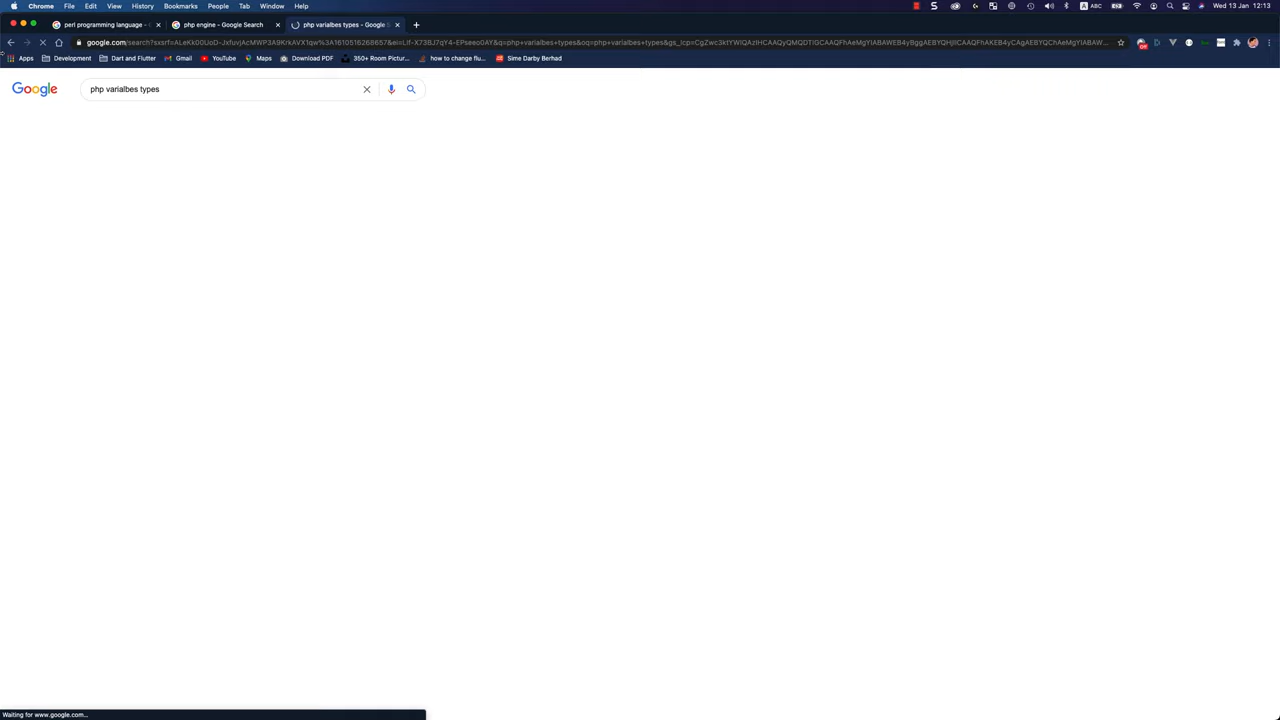 Chrome File Edit View History Bookmarks People Tab Window Help ABC Wed 13 Jan 12:13
perl programming language - php engine - Google Search php varialbes types - Google S
Apps Development Dart and Flutter Gmail YouTube Maps Download PDF 350+ Room Pictur... how to change flu... Sime Darby Berhad
Google php varialbes types
Waiting for www.google.com...